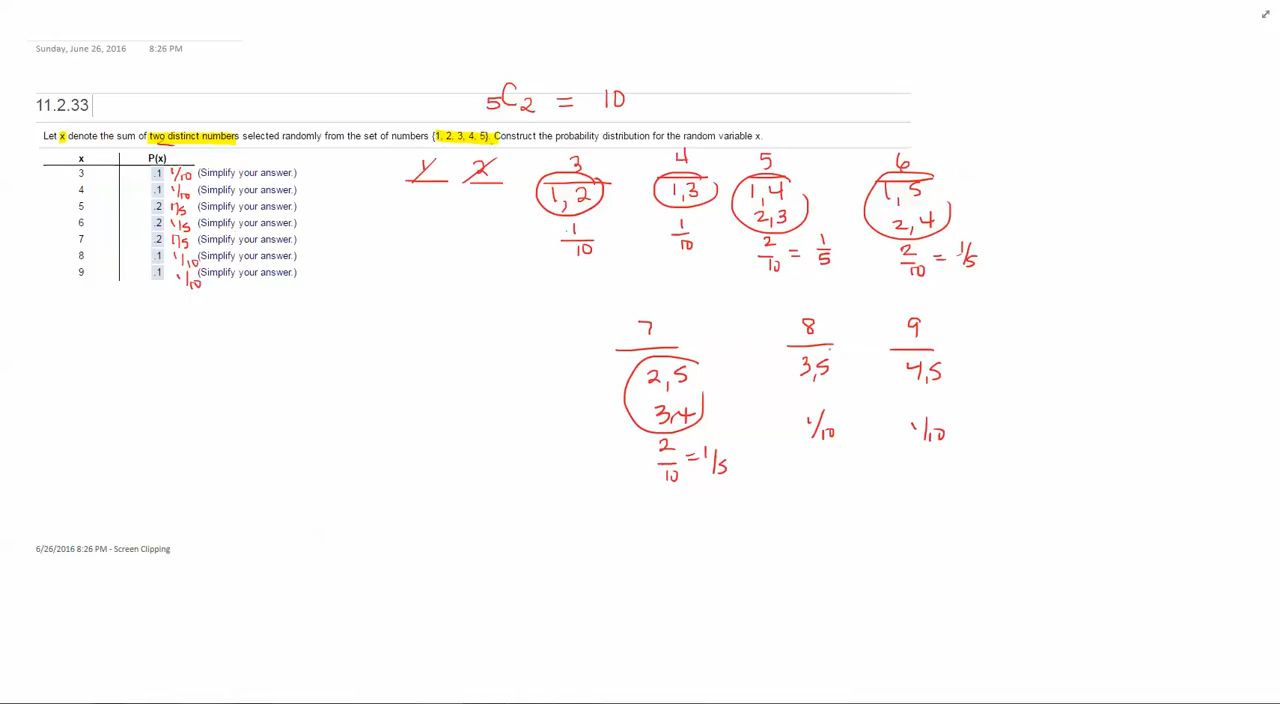 Sunday, June 26, 2016 8:26 PM
5C2 = 10
11.2.33
Let x denote the sum of two distinct numbers selected randomly from the set of numbers {1, 2, 3, 4, 5}. Construct the probability distribution for the random variable x.
x P(x)
3 .1 1/10 (Simplify your answer.)
4 .1 1/10 (Simplify your answer.)
5 .2 1/5 (Simplify your answer.)
6 .2 1/5 (Simplify your answer.)
7 .2 1/5 (Simplify your answer.)
8 .1 1/10 (Simplify your answer.)
9 .1 1/10 (Simplify your answer.)
1 2 3 4 5 6
1,2 1,3 1,4 1,5
2,3 2,4
1/10 1/10 2/10 = 1/5 2/10 = 1/5
7 8 9
2,5 3,5 4,5
3,4
1/10 1/10
2/10 = 1/5
6/26/2016 8:26 PM - Screen Clipping